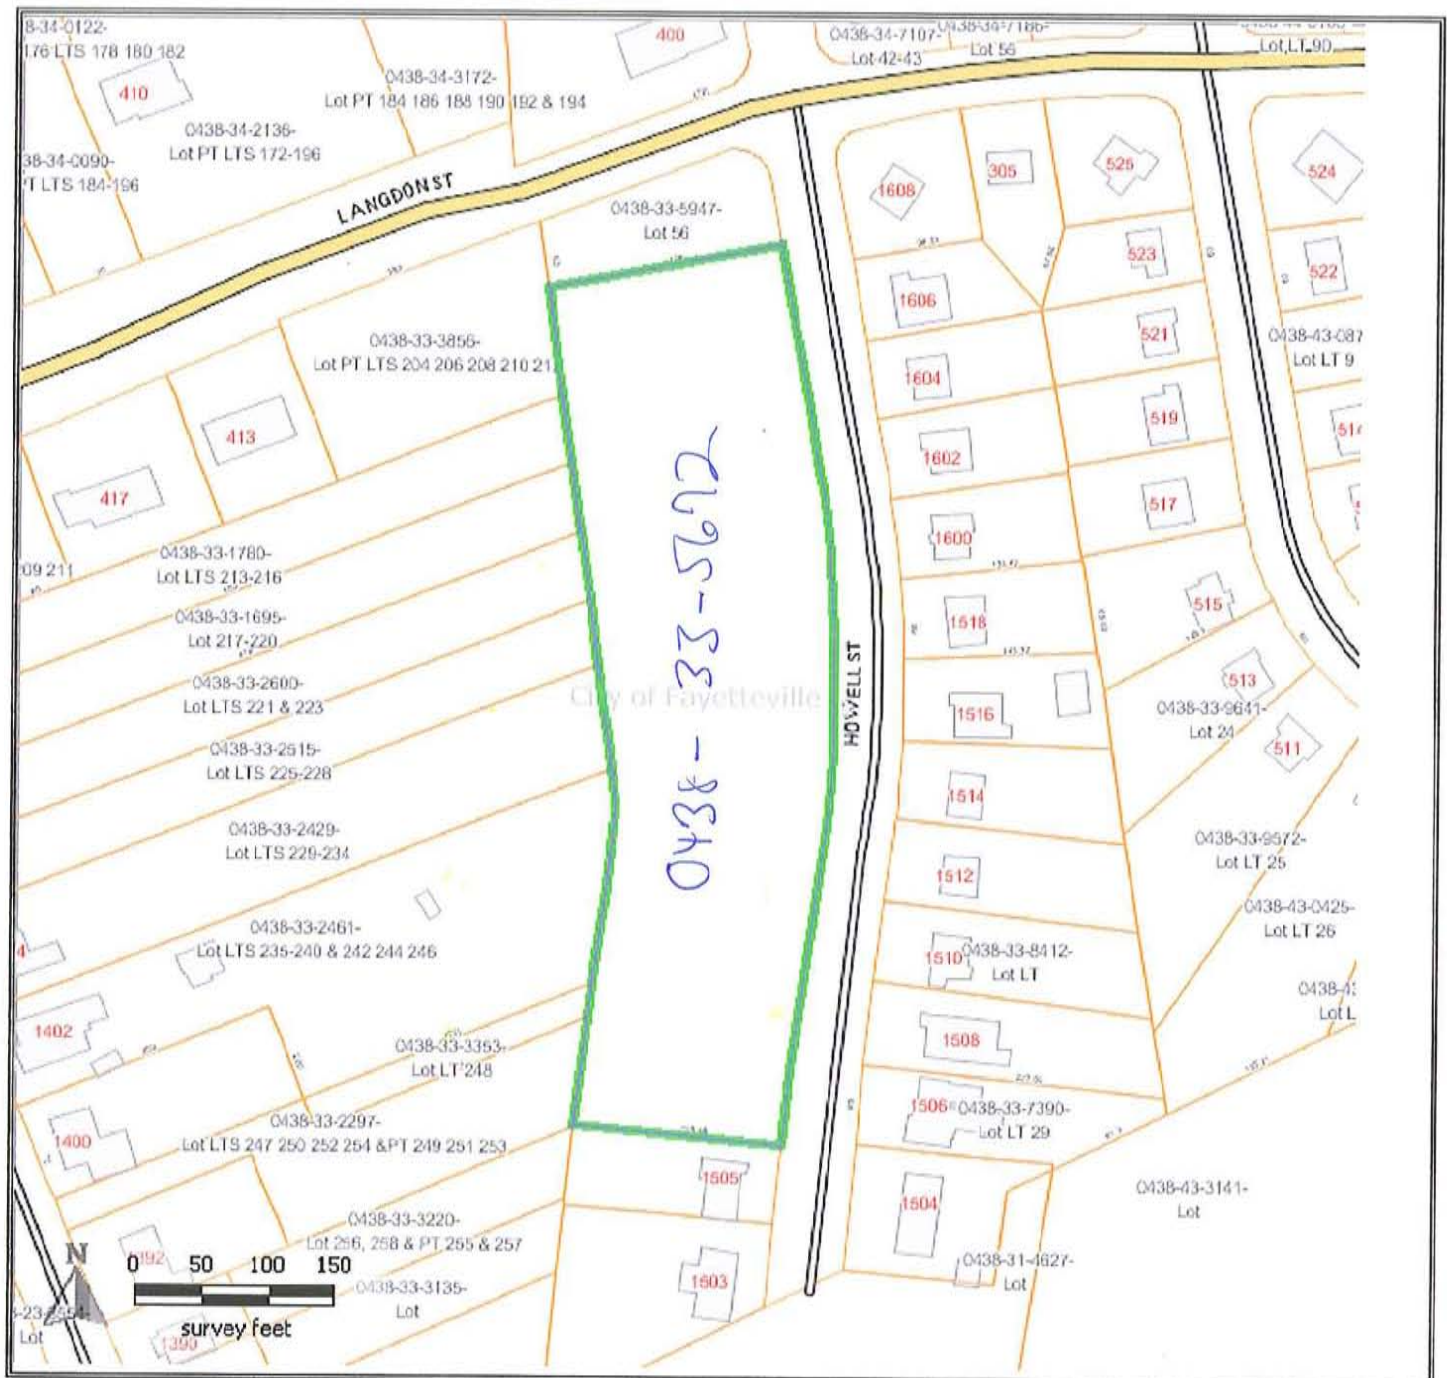 8-34-0122-
176 LTS 178 180 182
410
0438-34-2136-
Lot PT LTS 172-196
38-34-0090-
T LTS 184-196
0438-34-3172-
Lot PT 184 186 188 190 192 & 194
400
0438-34-7107-
Lot 42-43
0438-34-7186-
Lot 56
Lot LT 90
LANGDON ST
0438-33-5947-
Lot 56
1608
305
525
524
523
522
1606
521
0438-43-087
Lot LT 9
0438-33-3856-
Lot PT LTS 204 206 208 210 21
1604
519
413
1602
417
517
1600
0438-33-1780-
Lot LTS 213-216
09 211
0438-33-1695-
Lot 217-220
1518
515
0438-33-2600-
Lot LTS 221 & 223
0438-33-5672
City of Fayetteville
HOWELL ST
1516
513
0438-33-9641-
Lot 24
511
0438-33-2515-
Lot LTS 225-228
1514
0438-33-2429-
Lot LTS 229-234
0438-33-9572-
Lot LT 25
1512
0438-43-0425-
Lot LT 26
0438-33-2461-
Lot LTS 235-240 & 242 244 246
4
1510
0438-33-8412-
Lot LT
0438-4
Lot L
1402
1508
0438-33-3353-
Lot LT 248
1506
0438-33-7390-
Lot LT 29
1400
0438-33-2297-
Lot LTS 247 250 252 254 &PT 249 251 253
1505
1504
0438-43-3141-
Lot
0438-33-3220-
Lot 256, 258 & PT 255 & 257
N
1392
0 50 100 150
survey feet
0438-33-3135-
Lot
1503
0438-31-4627-
Lot
Lot
1390